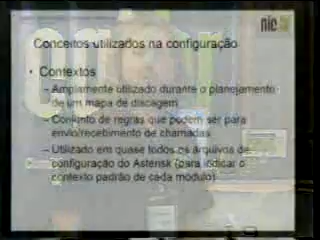 nic.br
Conceitos utilizados na configuração
• Contextos
– Amplamente utilizado durante o planejamento
de um mapa de discagem
– Conjunto de regras que podem ser para
envio/recebimento de chamadas
– Utilizado em quase todos os arquivos de
configuração do Asterisk (para indicar o
contexto padrão de cada módulo)